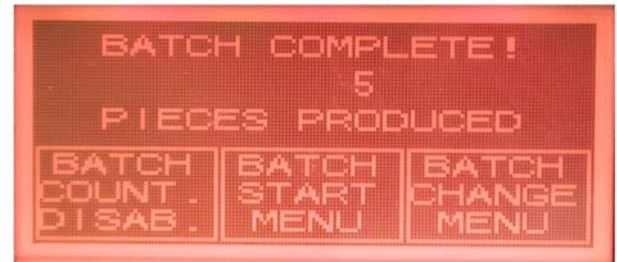 BATCH COMPLETE!
5
PIECES PRODUCED
BATCH COUNT. DISAB.
BATCH START MENU
BATCH CHANGE MENU